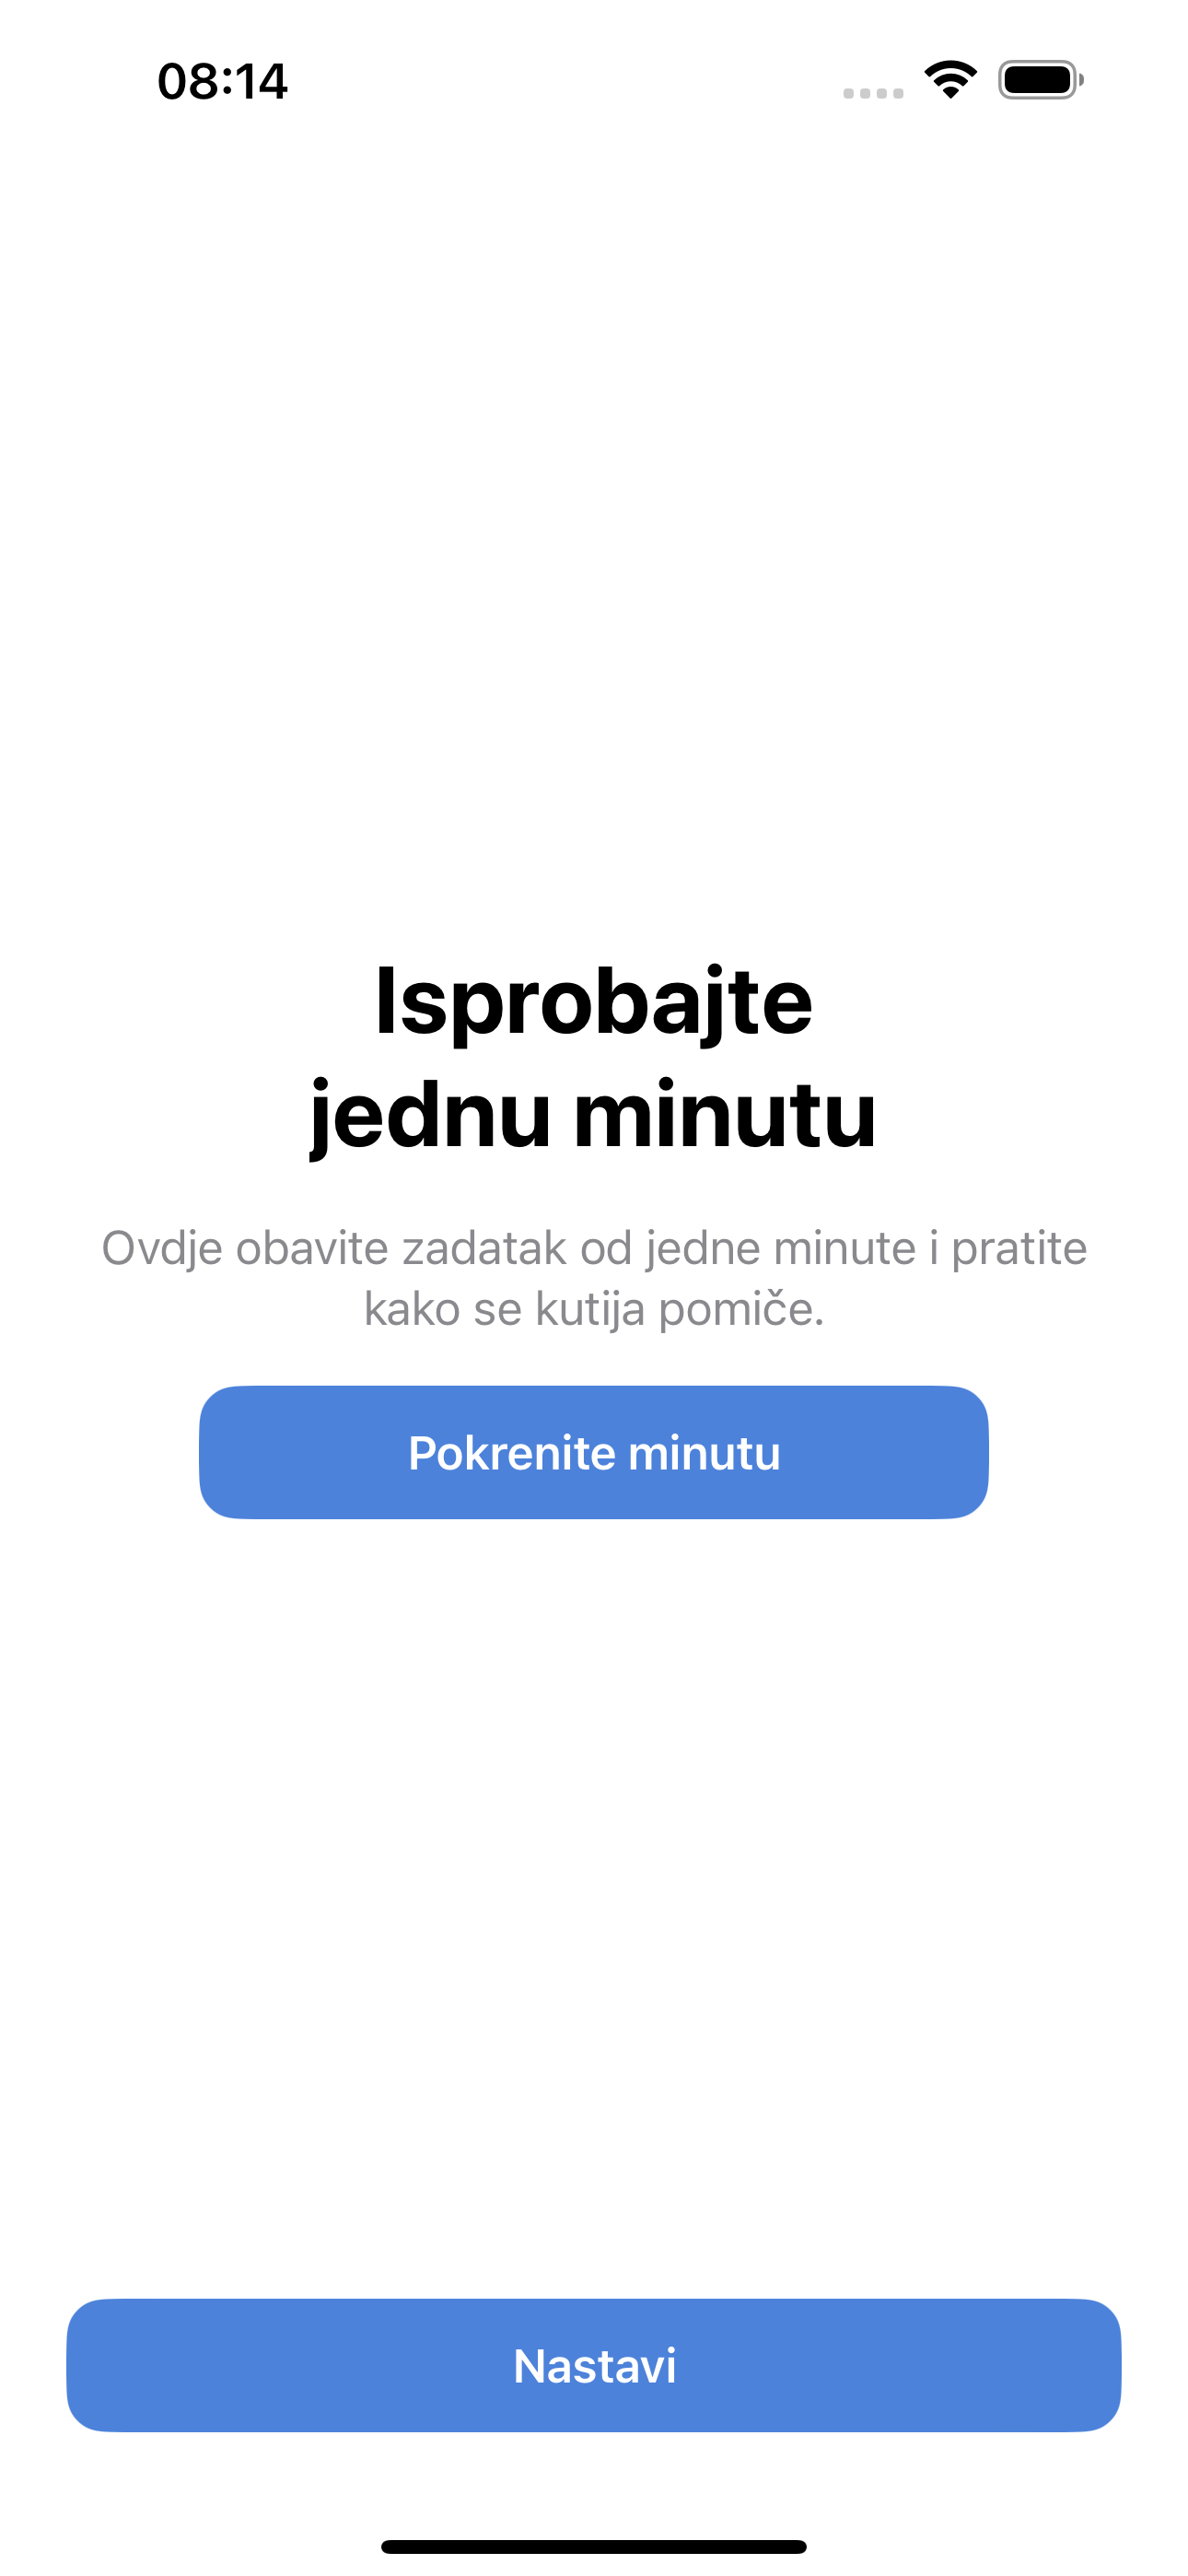 08:14
Isprobajte
jednu minutu
Ovdje obavite zadatak od jedne minute i pratite
kako se kutija pomiče.
Pokrenite minutu
Nastavi